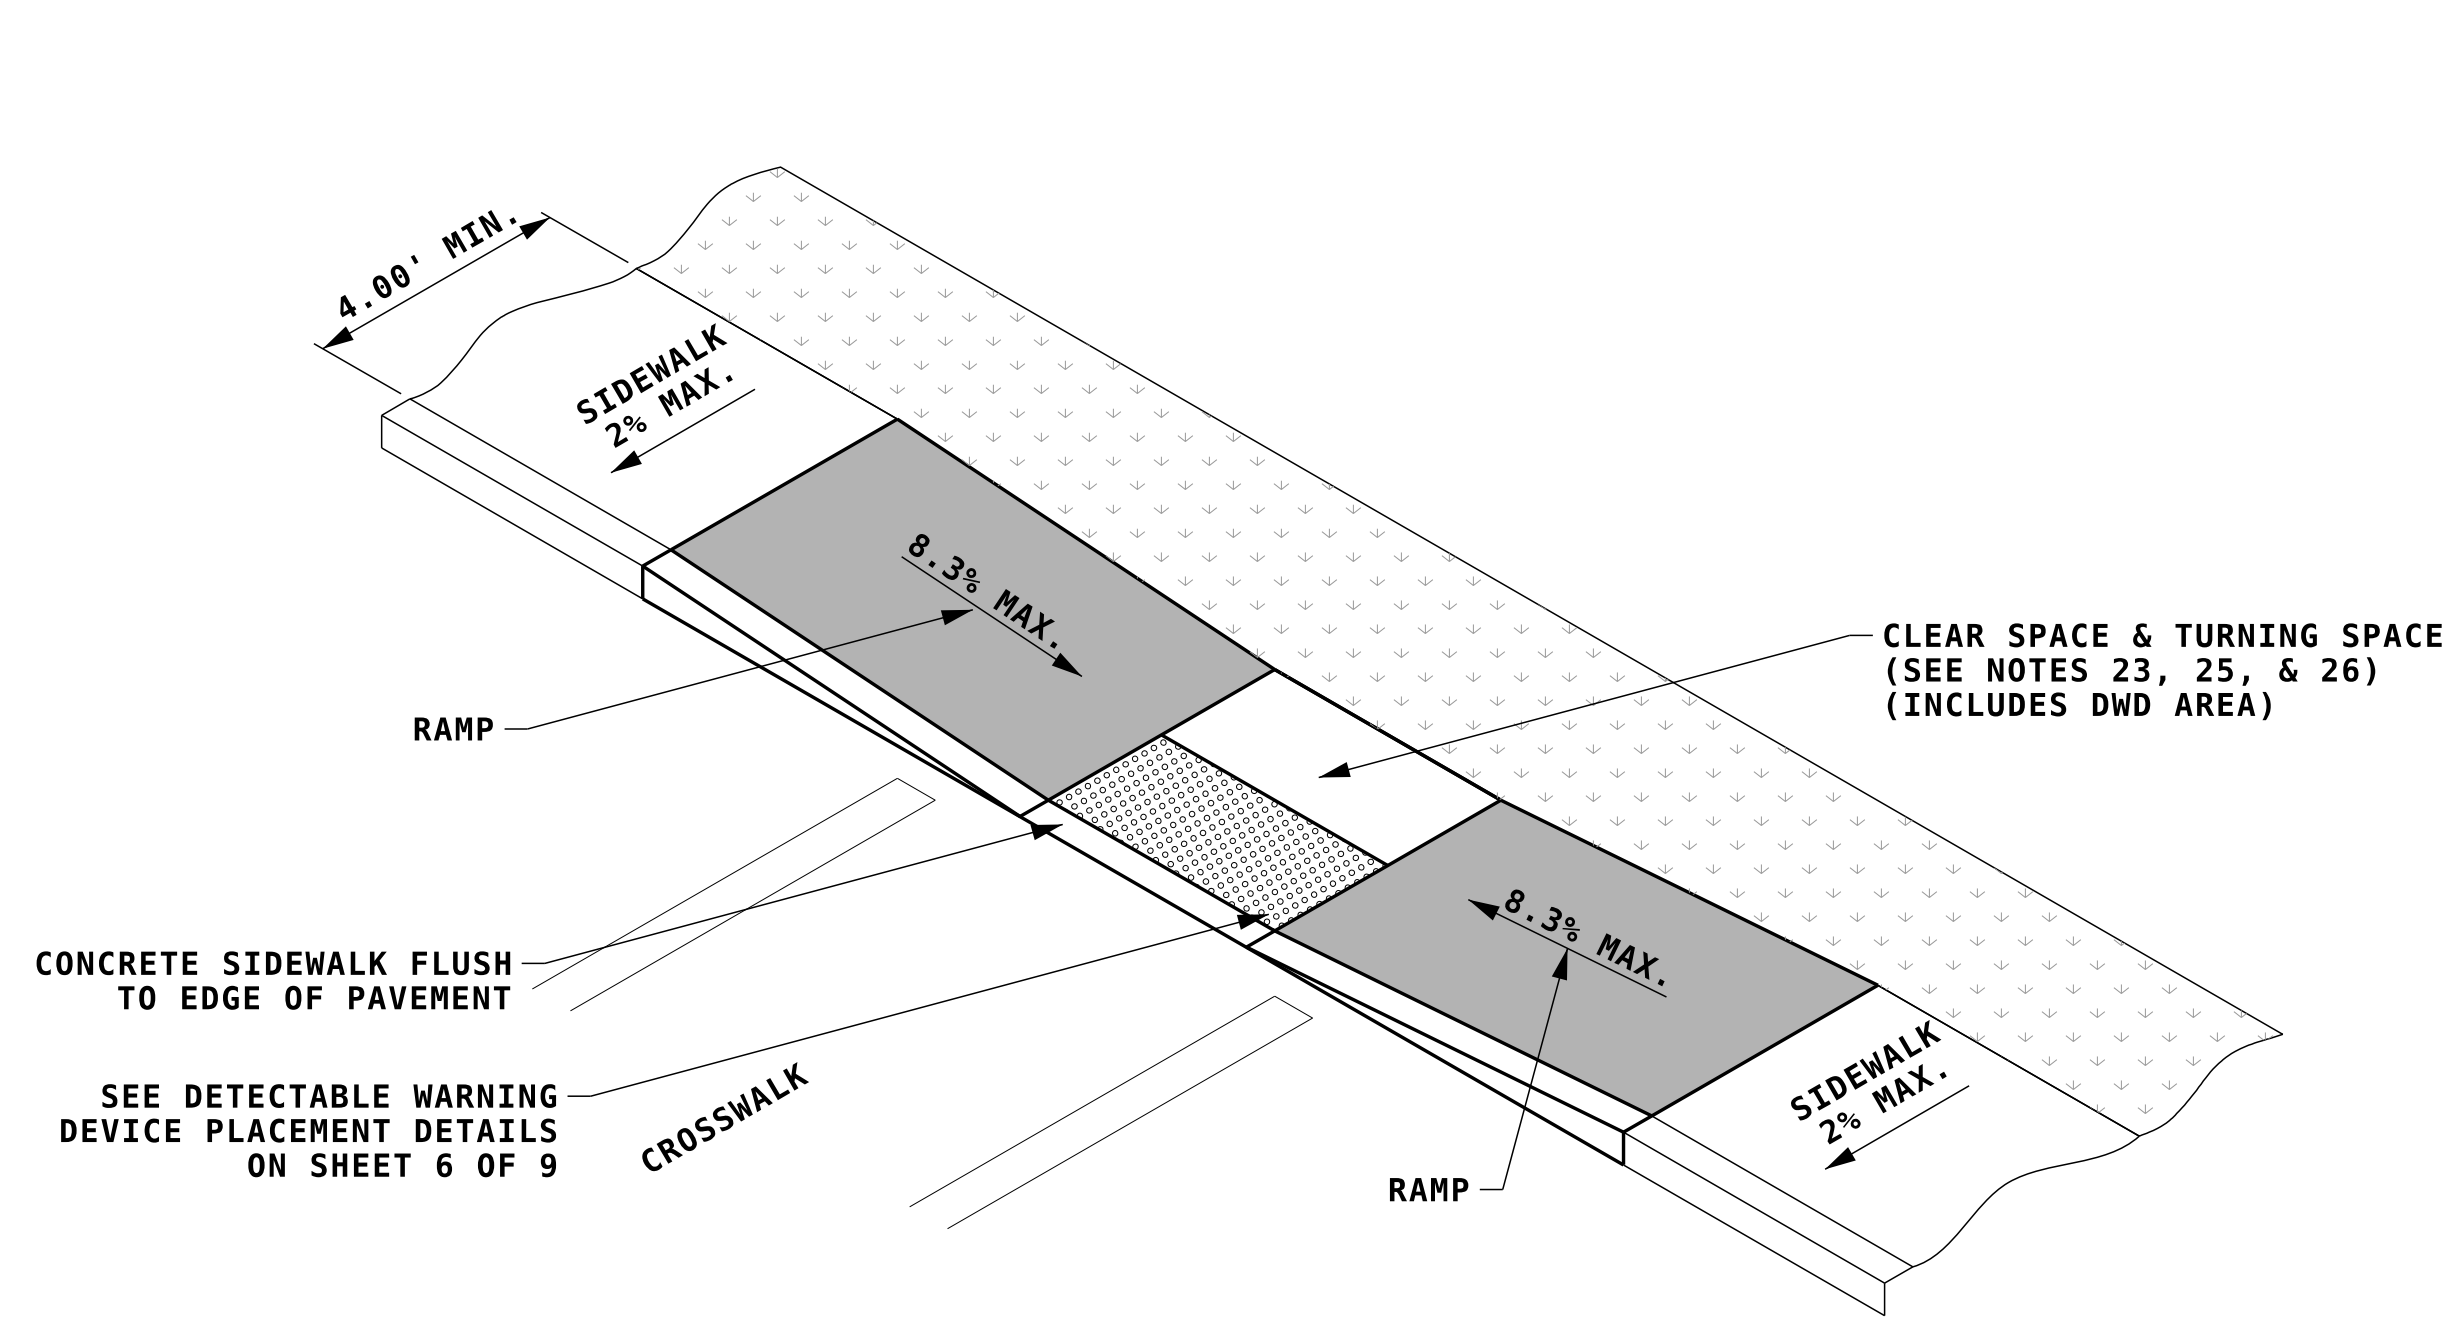 4.00' MIN.
SIDEWALK
2% MAX.
8.3% MAX.
CLEAR SPACE & TURNING SPACE
(SEE NOTES 23, 25, & 26)
(INCLUDES DWD AREA)
RAMP
8.3% MAX.
CONCRETE SIDEWALK FLUSH
TO EDGE OF PAVEMENT
SIDEWALK
2% MAX.
SEE DETECTABLE WARNING
DEVICE PLACEMENT DETAILS
ON SHEET 6 OF 9
CROSSWALK
RAMP